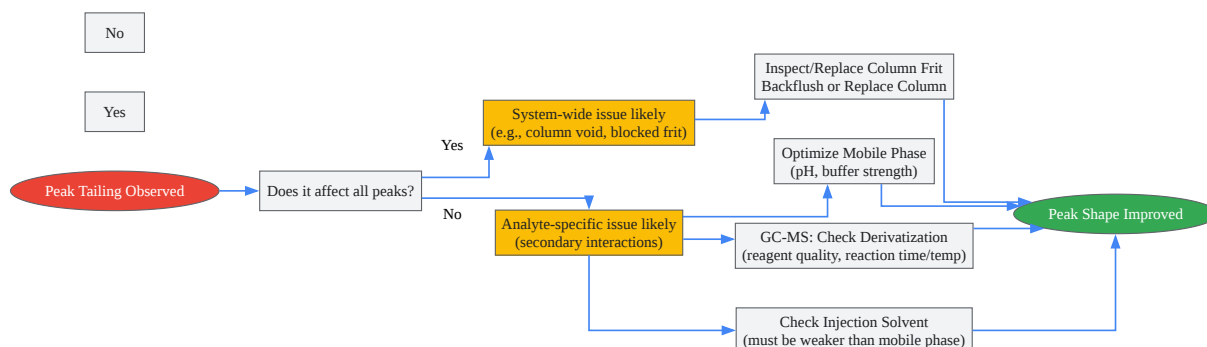 No
Yes
Peak Tailing Observed
Does it affect all peaks?
Yes
No
System-wide issue likely
(e.g., column void, blocked frit)
Analyte-specific issue likely
(secondary interactions)
Inspect/Replace Column Frit
Backflush or Replace Column
Optimize Mobile Phase
(pH, buffer strength)
GC-MS: Check Derivatization
(reagent quality, reaction time/temp)
Check Injection Solvent
(must be weaker than mobile phase)
Peak Shape Improved